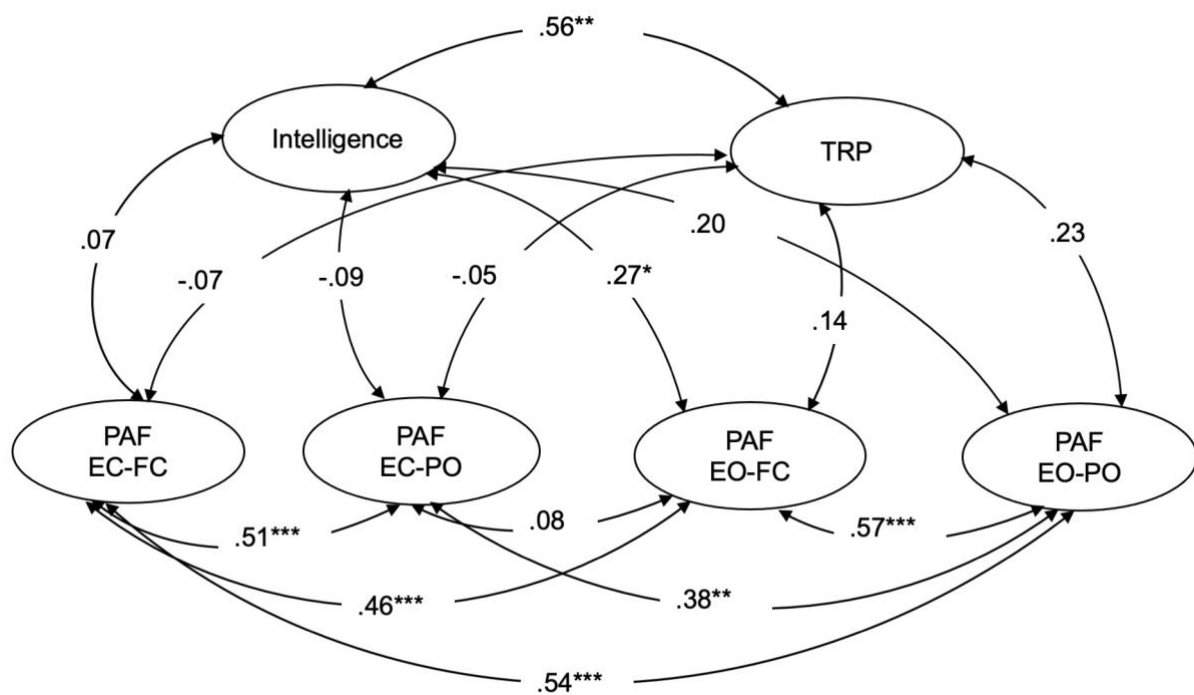 .56**
Intelligence
TRP
.07
-.07
-.09
-.05
.27*
.20
.14
.23
PAF
EC-FC
PAF
EC-PO
PAF
EO-FC
PAF
EO-PO
.51***
.08
.57***
.46***
.38**
.54***